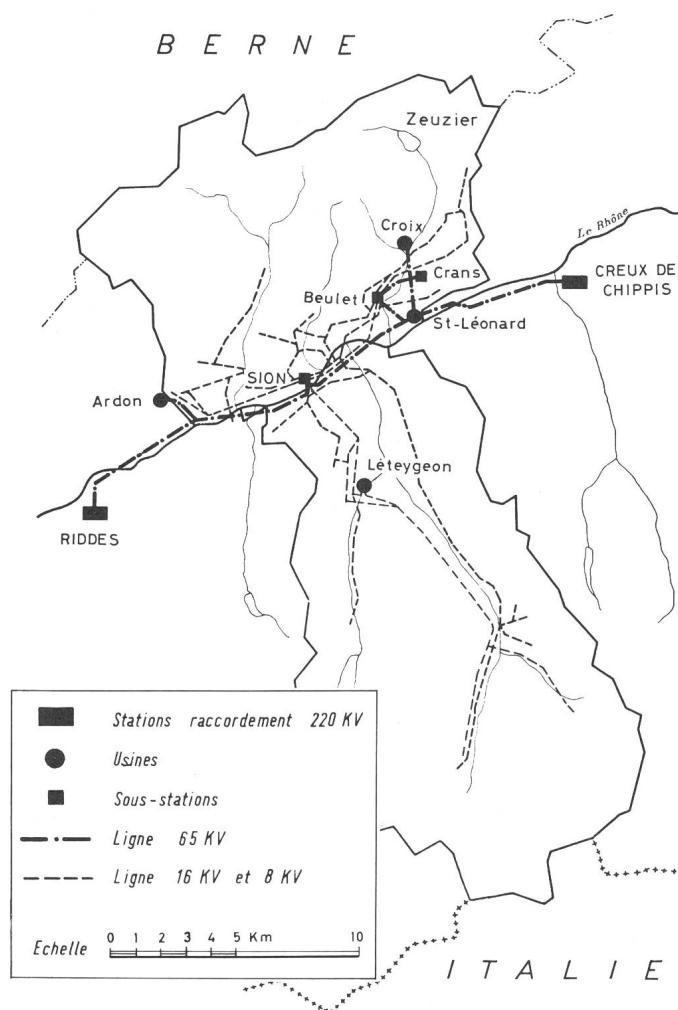 BERNE
Zeuzier
Le Rhône
Croix
Crans
CREUX DE
CHIPPIS
Beulet
St-Léonard
SION
Ardon
Lèteygeon
RIDDES
Stations raccordement 220 KV
Usines
Sous-stations
Ligne 65 KV
Ligne 16 KV et 8 KV
Echelle 0 1 2 3 4 5 Km 10
ITALIE